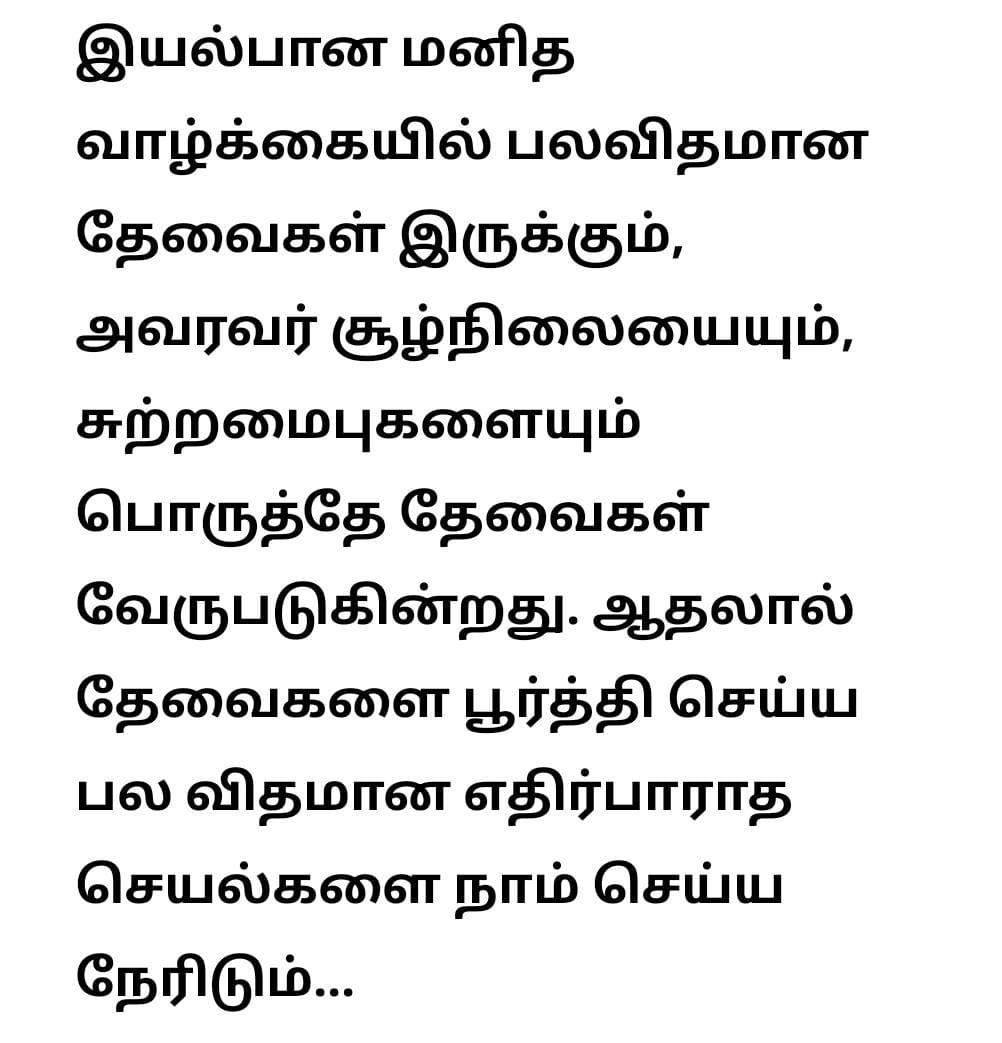 இயல்பான மனித
வாழ்க்கையில் பலவிதமான
தேவைகள் இருக்கும்,
அவரவர் சூழ்நிலையையும்,
சுற்றமைபுகளையும்
பொருத்தே தேவைகள்
வேருபடுகின்றது. ஆதலால்
தேவைகளை பூர்த்தி செய்ய
பல விதமான எதிர்பாராத
செயல்களை நாம் செய்ய
நேரிடும்...